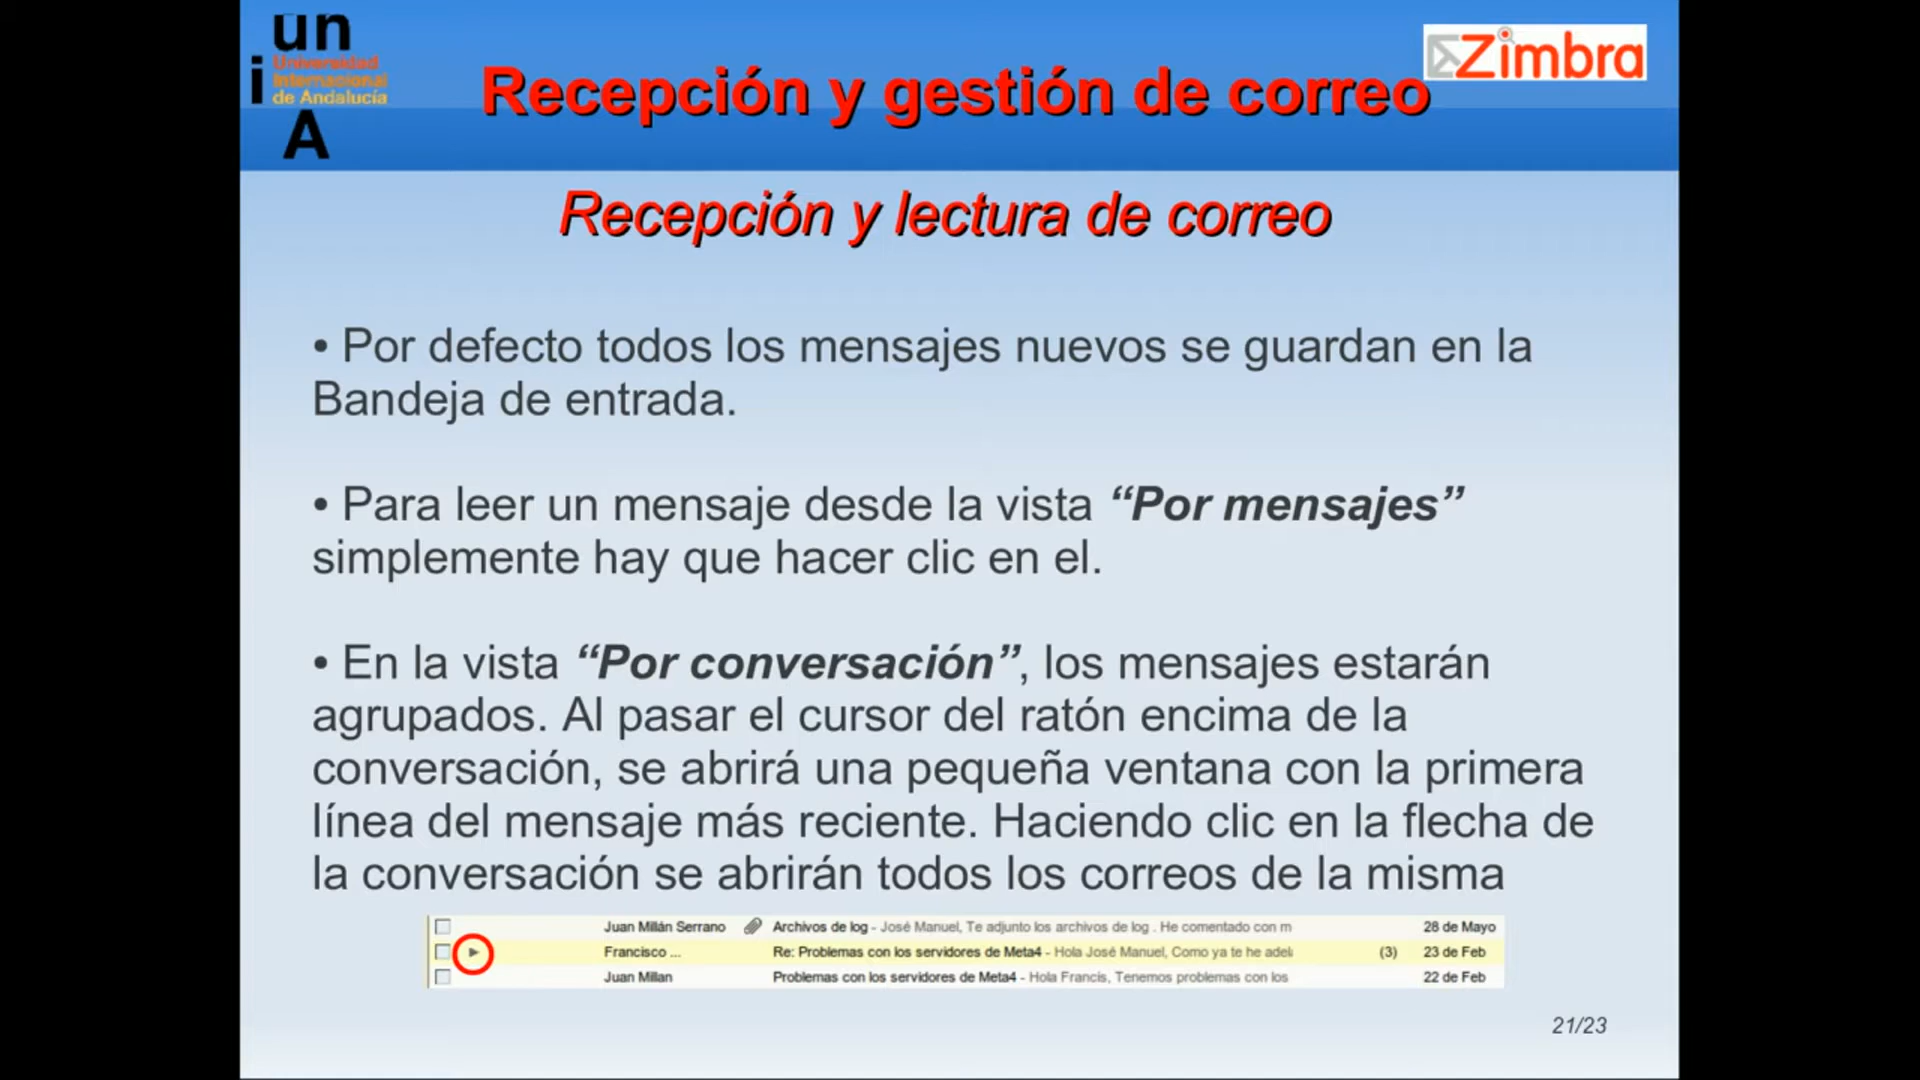 un
Universidad
i Internacional
de Andalucía
A
Zimbra
Recepción y gestión de correo
Recepción y lectura de correo
• Por defecto todos los mensajes nuevos se guardan en la
Bandeja de entrada.
• Para leer un mensaje desde la vista “Por mensajes”
simplemente hay que hacer clic en el.
• En la vista “Por conversación”, los mensajes estarán
agrupados. Al pasar el cursor del ratón encima de la
conversación, se abrirá una pequeña ventana con la primera
línea del mensaje más reciente. Haciendo clic en la flecha de
la conversación se abrirán todos los correos de la misma
Juan Millán Serrano Archivos de log - José Manuel, Te adjunto los archivos de log . He comentado con m 28 de Mayo
Francisco ... Re: Problemas con los servidores de Meta4 - Hola José Manuel, Como ya te he adel (3) 23 de Feb
Juan Millan Problemas con los servidores de Meta4 - Hola Francis, Tenemos problemas con los 22 de Feb
21/23